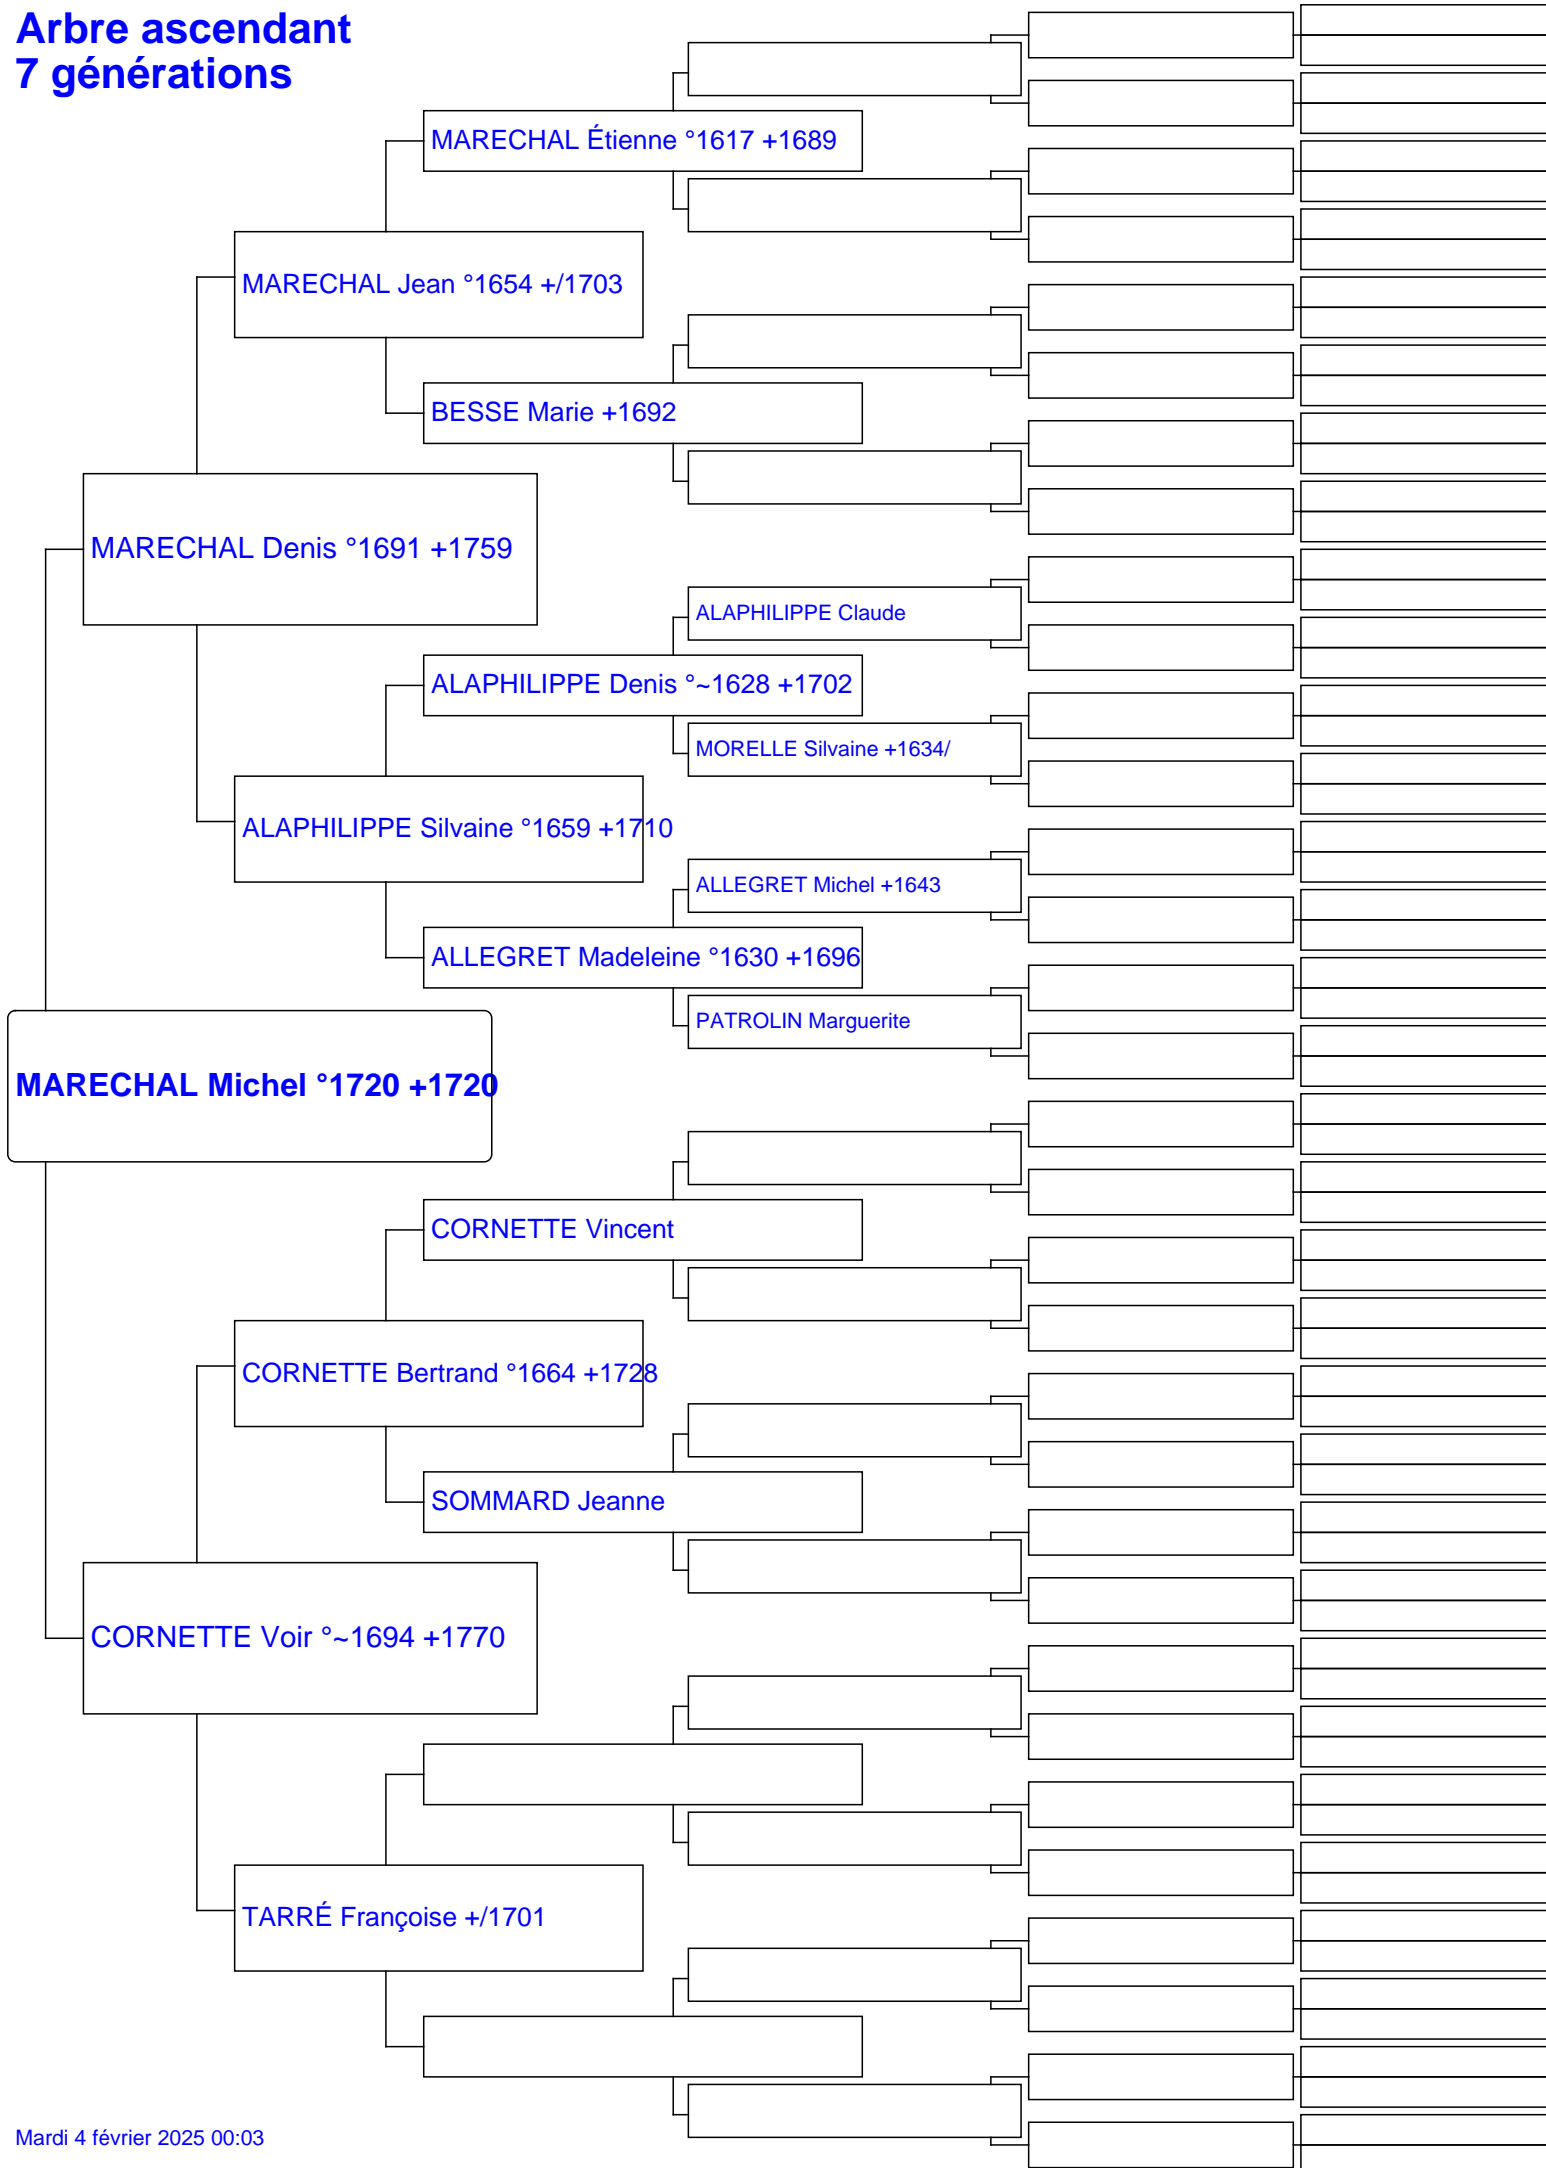 Arbre ascendant
7 générations
MARECHAL Étienne °1617 +1689
MARECHAL Jean °1654 +/1703
BESSE Marie +1692
MARECHAL Denis °1691 +1759
ALAPHILIPPE Claude
ALAPHILIPPE Denis °~1628 +1702
MORELLE Silvaine +1634/
ALAPHILIPPE Silvaine °1659 +1710
ALLEGRET Michel +1643
ALLEGRET Madeleine °1630 +1696
PATROLIN Marguerite
MARECHAL Michel °1720 +1720
CORNETTE Vincent
CORNETTE Bertrand °1664 +1728
SOMMARD Jeanne
CORNETTE Voir °~1694 +1770
TARRÉ Françoise +/1701
Mardi 4 février 2025 00:03